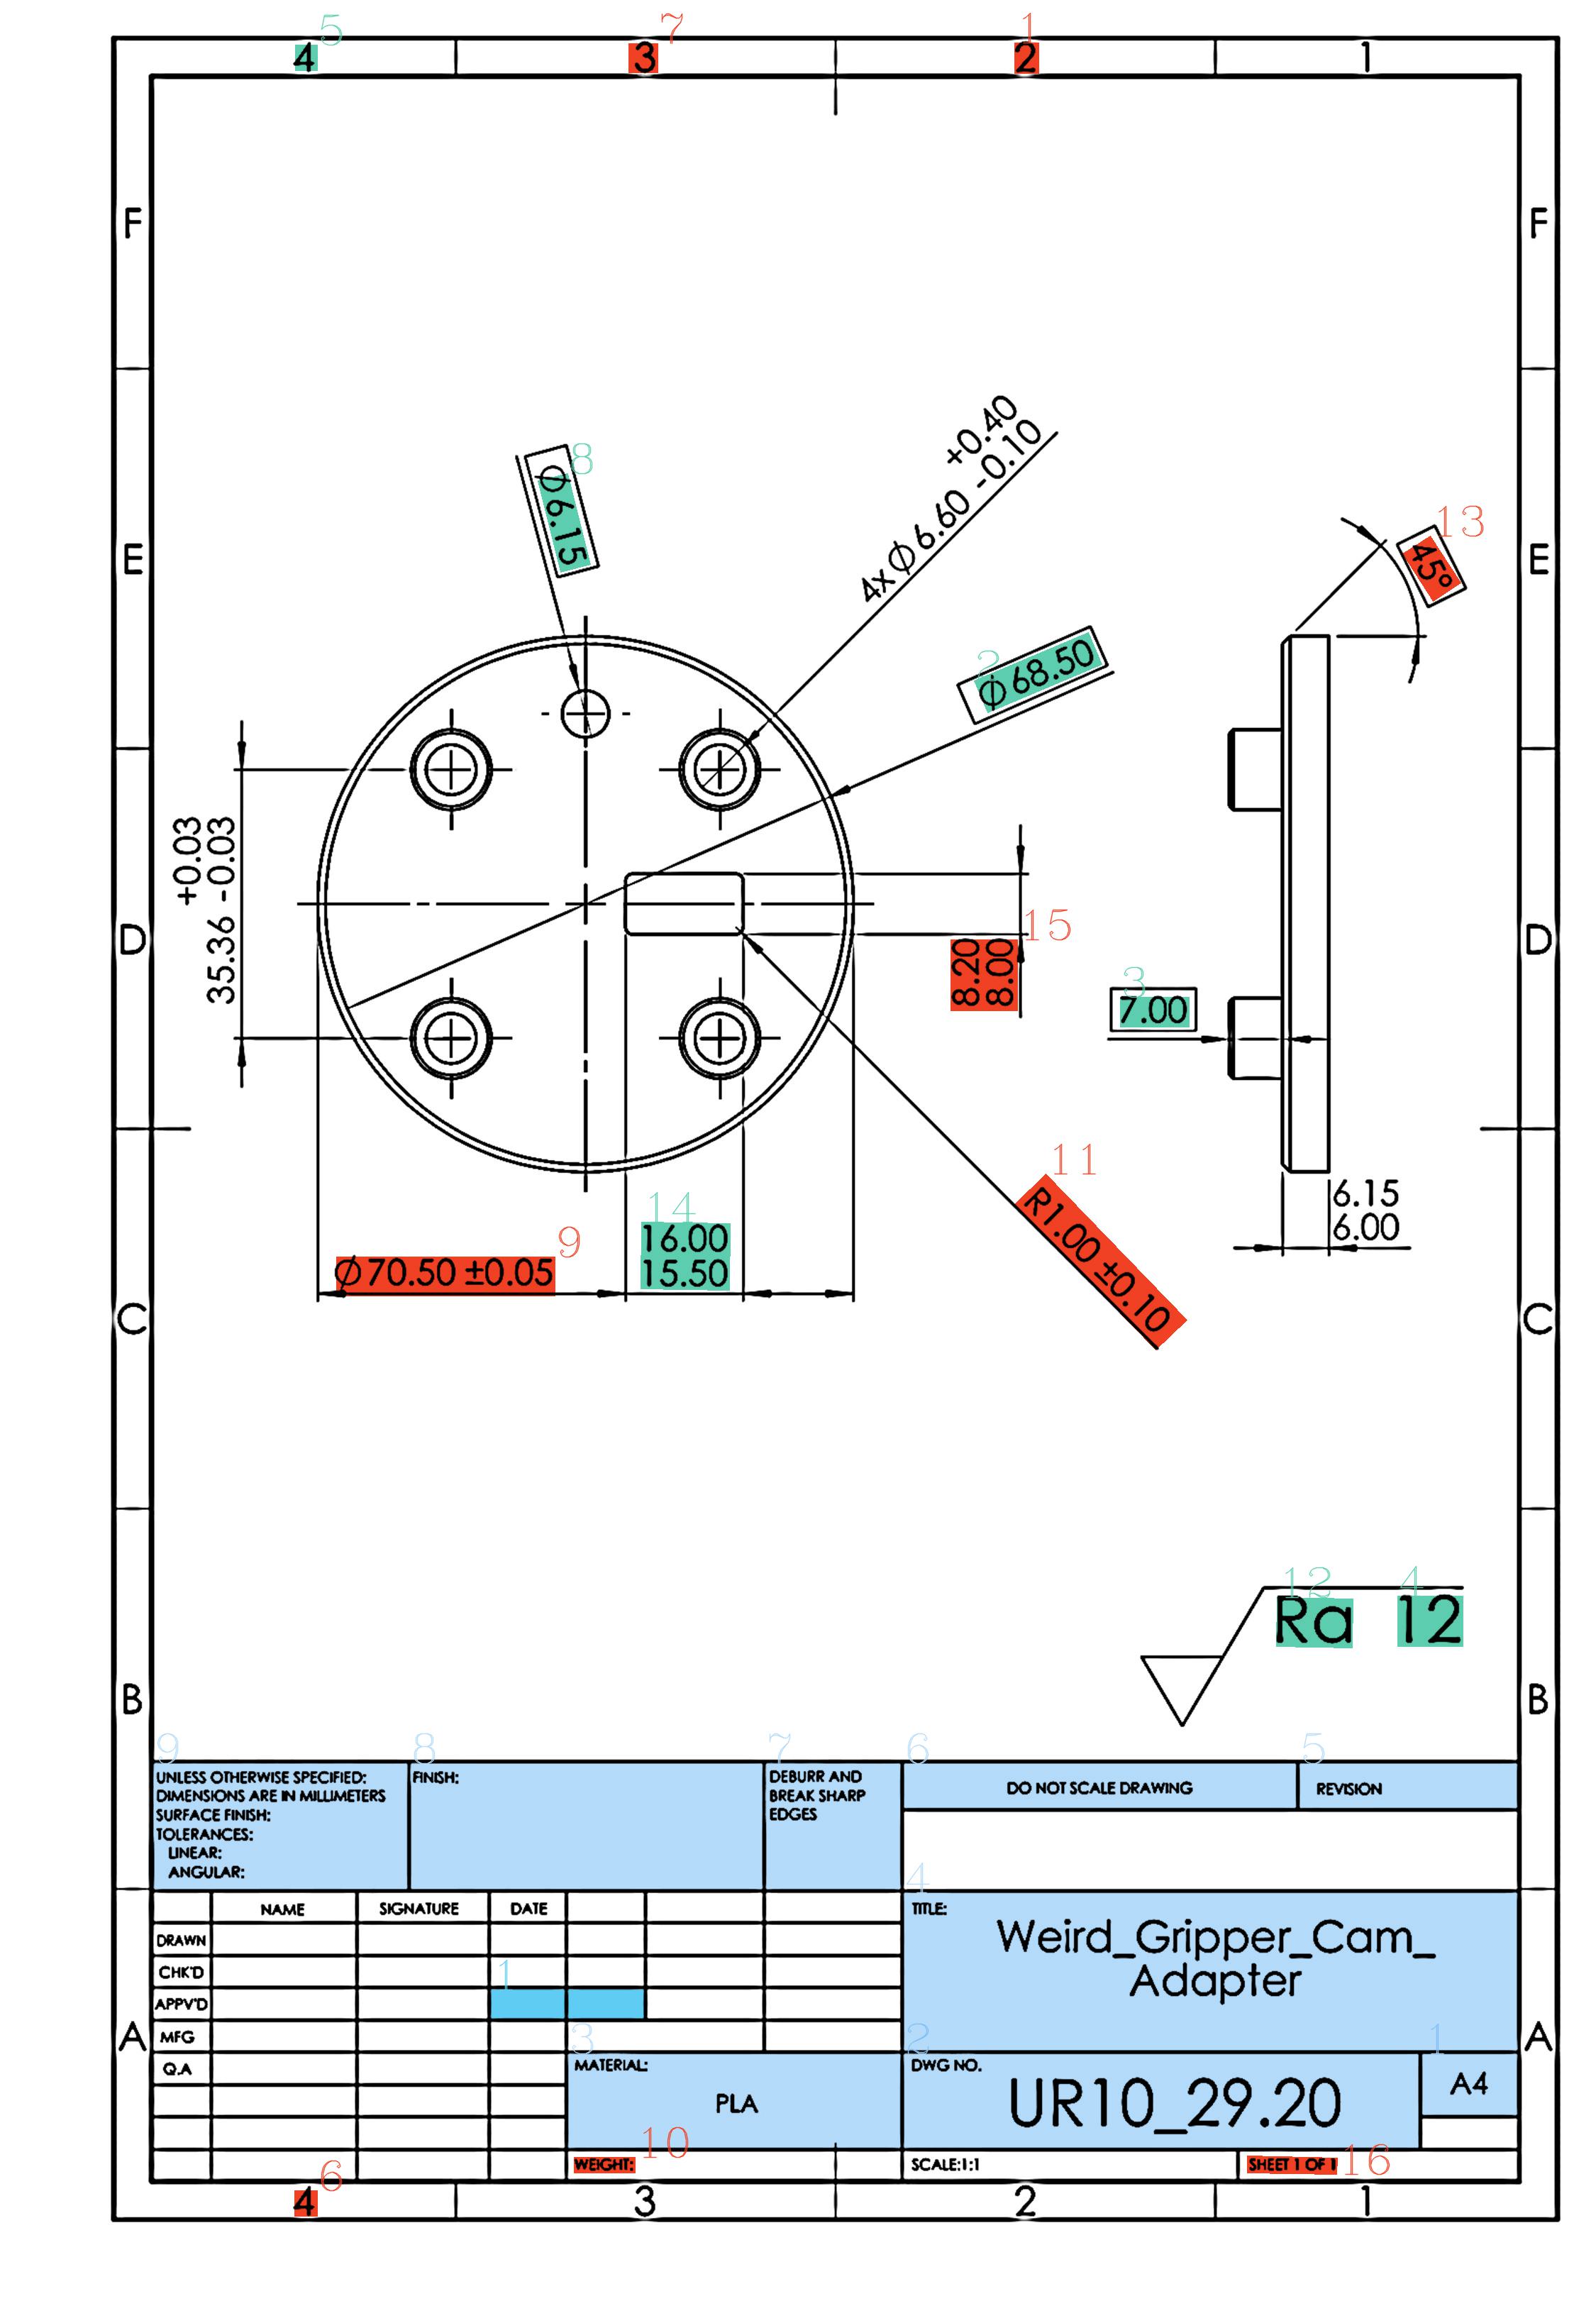 5 7 1
4 3 2 1
F F
+0.40
4x Ø 6.60 -0.10
8
Ø6.15
13
45°
E E
2
Ø 68.50
+0.03
35.36 -0.03
15
8.20
8.00
D D
3
7.00
11
R1.00 ±0.10
6.15
6.00
14
16.00
15.50
9
Ø 70.50 ±0.05
C C
12 4
Ra 12
B B
9 8 7 6 5
UNLESS OTHERWISE SPECIFIED:
DIMENSIONS ARE IN MILLIMETERS
SURFACE FINISH:
TOLERANCES:
LINEAR:
ANGULAR:
FINISH:
DEBURR AND
BREAK SHARP
EDGES
DO NOT SCALE DRAWING
REVISION
4
NAME SIGNATURE DATE
TITLE:
Weird_Gripper_Cam_
Adapter
DRAWN
CHK'D
1
APPV'D
A MFG A
3 2 1
Q.A
MATERIAL:
PLA
DWG NO.
UR10_29.20
A4
10
WEIGHT:
SCALE:1:1
SHEET 1 OF 1
16
6
4 3 2 1